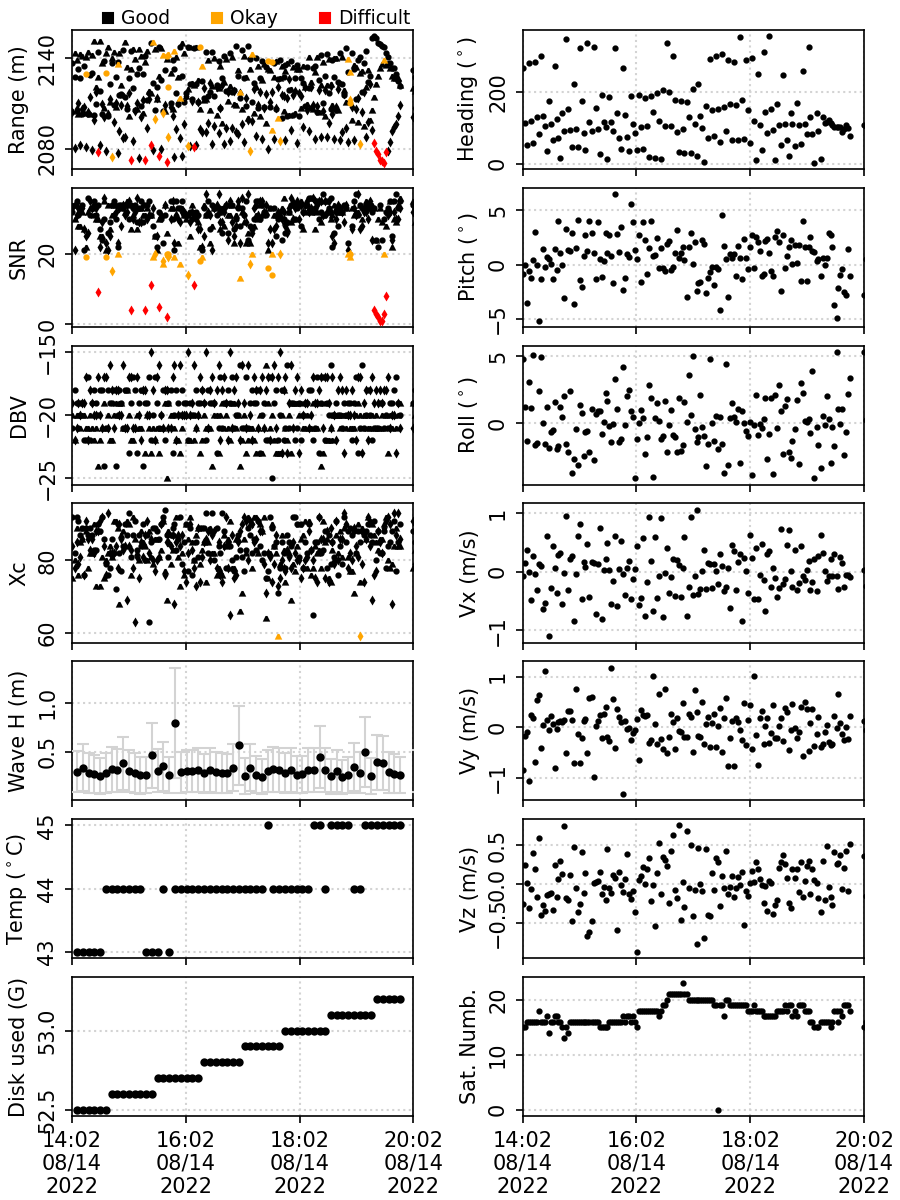 Good Okay Difficult
Range (m) 2140 2080
Heading (°) 200 0
SNR 20 0
Pitch (°) 5 0 −5
DBV −15 −20 −25
Roll (°) 5 0
Xc 80 60
Vx (m/s) 1 0 −1
Wave H (m) 1.0 0.5
Vy (m/s) 1 0 −1
Temp (°C) 45 44 43
Vz (m/s) 0.5 0.0 −0.5
Disk used (G) 53.0 52.5
Sat. Numb. 20 10 0
14:02 16:02 18:02 20:02 14:02 16:02 18:02 20:02
08/14 08/14 08/14 08/14 08/14 08/14 08/14 08/14
2022 2022 2022 2022 2022 2022 2022 2022